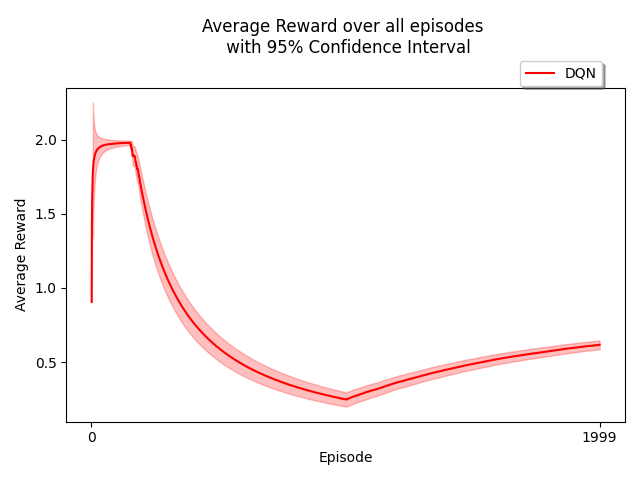 Average Reward over all episodes
with 95% Confidence Interval
DQN
2.0
1.5
1.0
0.5
Average Reward
0
1999
Episode